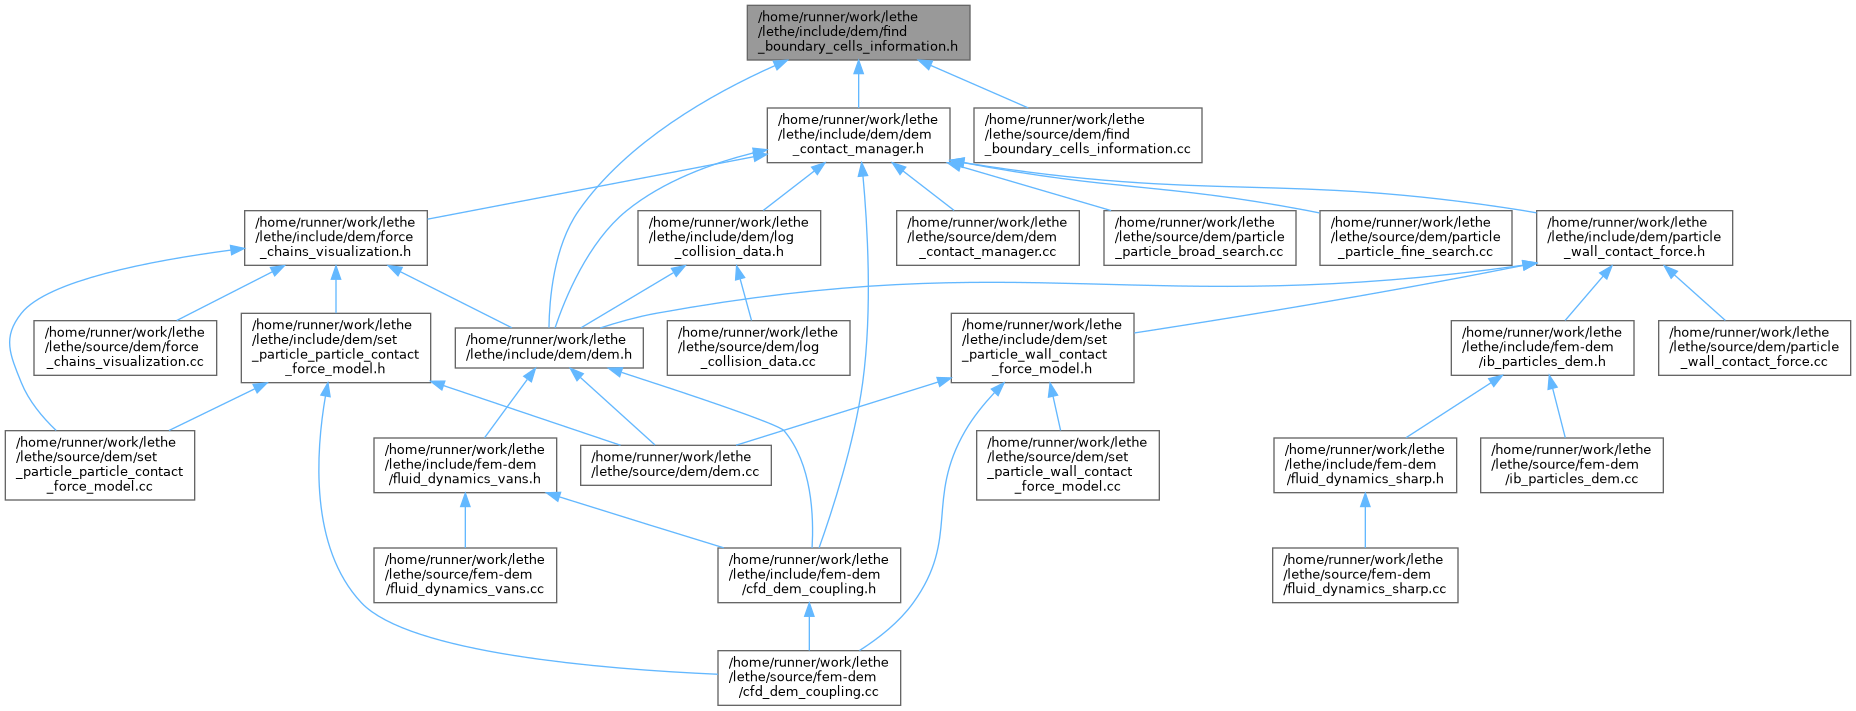 /home/runner/work/lethe
/lethe/include/dem/find
_boundary_cells_information.h
/home/runner/work/lethe
/lethe/include/dem/dem
_contact_manager.h
/home/runner/work/lethe
/lethe/source/dem/find
_boundary_cells_information.cc
/home/runner/work/lethe
/lethe/include/dem/force
_chains_visualization.h
/home/runner/work/lethe
/lethe/include/dem/log
_collision_data.h
/home/runner/work/lethe
/lethe/source/dem/dem
_contact_manager.cc
/home/runner/work/lethe
/lethe/source/dem/particle
_particle_broad_search.cc
/home/runner/work/lethe
/lethe/source/dem/particle
_particle_fine_search.cc
/home/runner/work/lethe
/lethe/include/dem/particle
_wall_contact_force.h
/home/runner/work/lethe
/lethe/source/dem/force
_chains_visualization.cc
/home/runner/work/lethe
/lethe/include/dem/set
_particle_particle_contact
_force_model.h
/home/runner/work/lethe
/lethe/include/dem/dem.h
/home/runner/work/lethe
/lethe/source/dem/log
_collision_data.cc
/home/runner/work/lethe
/lethe/include/dem/set
_particle_wall_contact
_force_model.h
/home/runner/work/lethe
/lethe/include/fem-dem
/ib_particles_dem.h
/home/runner/work/lethe
/lethe/source/dem/particle
_wall_contact_force.cc
/home/runner/work/lethe
/lethe/source/dem/set
_particle_particle_contact
_force_model.cc
/home/runner/work/lethe
/lethe/include/fem-dem
/fluid_dynamics_vans.h
/home/runner/work/lethe
/lethe/source/dem/dem.cc
/home/runner/work/lethe
/lethe/source/dem/set
_particle_wall_contact
_force_model.cc
/home/runner/work/lethe
/lethe/include/fem-dem
/fluid_dynamics_sharp.h
/home/runner/work/lethe
/lethe/source/fem-dem
/ib_particles_dem.cc
/home/runner/work/lethe
/lethe/source/fem-dem
/fluid_dynamics_vans.cc
/home/runner/work/lethe
/lethe/include/fem-dem
/cfd_dem_coupling.h
/home/runner/work/lethe
/lethe/source/fem-dem
/fluid_dynamics_sharp.cc
/home/runner/work/lethe
/lethe/source/fem-dem
/cfd_dem_coupling.cc